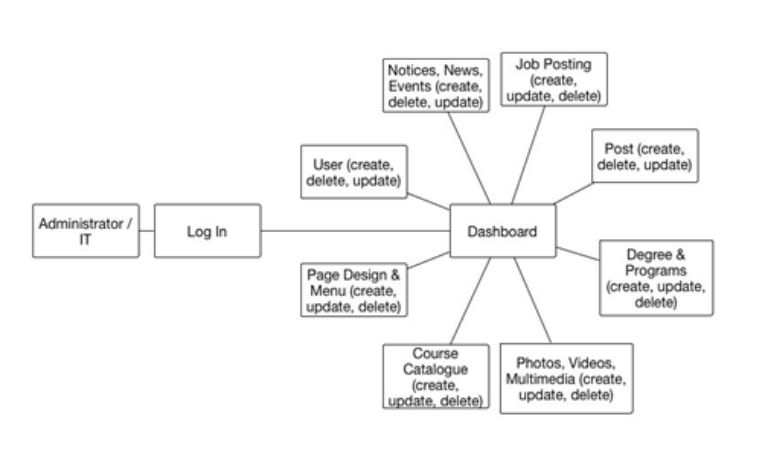 Notices, News,
Events (create,
delete, update)
Job Posting
(create,
update, delete)
Post (create,
delete, update)
User (create,
delete, update)
Administrator /
IT
Log In
Dashboard
Degree &
Programs
(create, update,
delete)
Page Design &
Menu (create,
update, delete)
Course
Catalogue
(create,
update, delete)
Photos, Videos,
Multimedia (create,
update, delete)